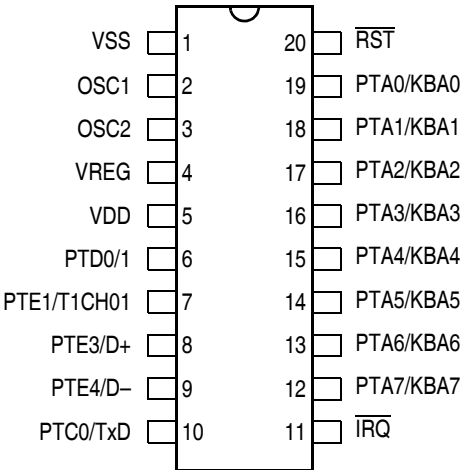 VSS 1 20 RST
OSC1 2 19 PTA0/KBA0
OSC2 3 18 PTA1/KBA1
VREG 4 17 PTA2/KBA2
VDD 5 16 PTA3/KBA3
PTD0/1 6 15 PTA4/KBA4
PTE1/T1CH01 7 14 PTA5/KBA5
PTE3/D+ 8 13 PTA6/KBA6
PTE4/D– 9 12 PTA7/KBA7
PTC0/TxD 10 11 IRQ